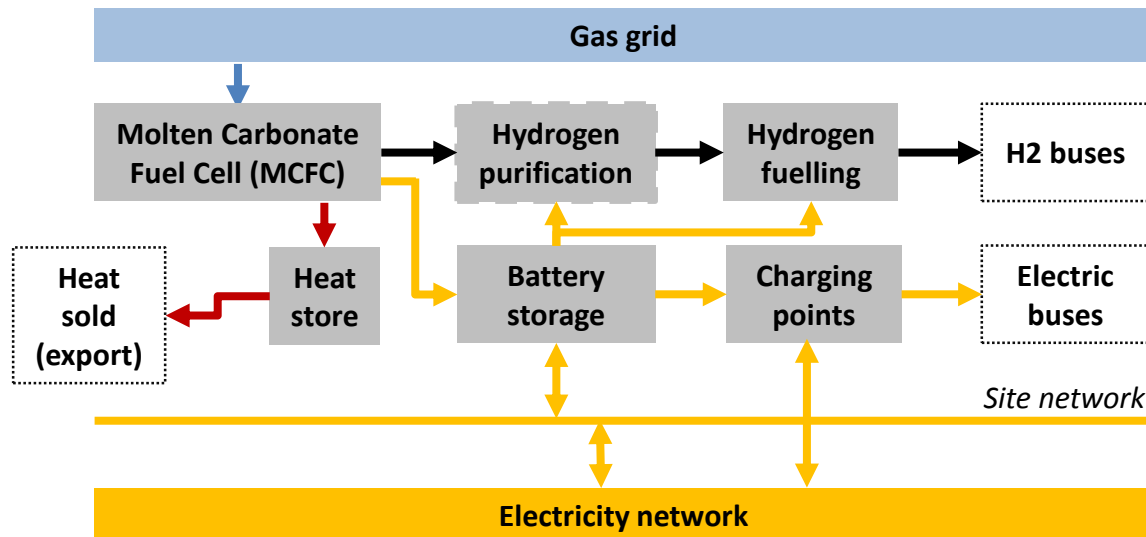 Gas grid
Molten Carbonate
Fuel Cell (MCFC)
Hydrogen
purification
Hydrogen
fuelling
H2 buses
Heat
sold
(export)
Heat
store
Battery
storage
Charging
points
Electric
buses
Site network
Electricity network